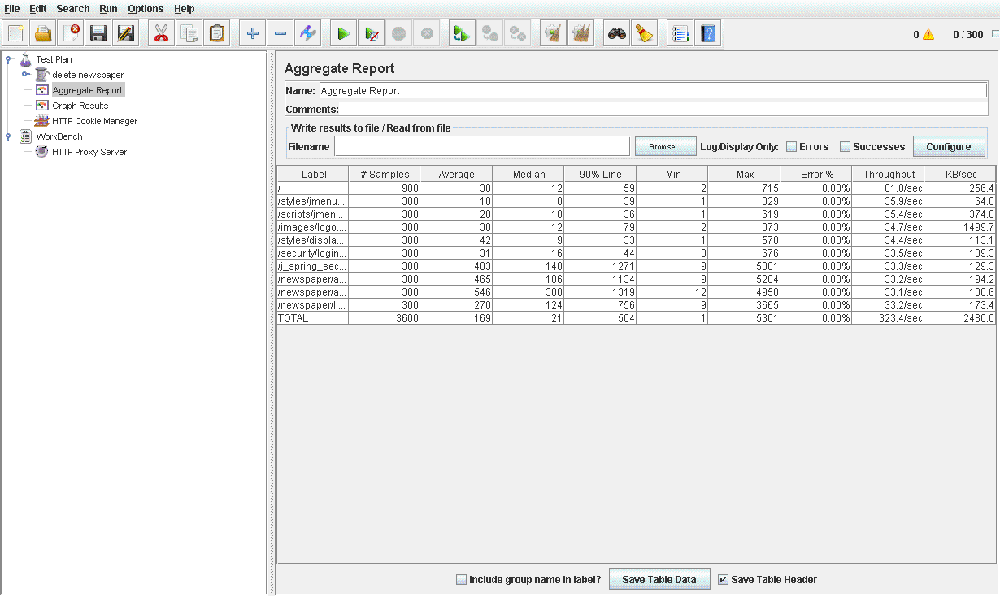 File Edit Search Run Options Help
0 0 / 300
Test Plan
delete newspaper
Aggregate Report
Graph Results
HTTP Cookie Manager
WorkBench
HTTP Proxy Server
Aggregate Report
Name: Aggregate Report
Comments:
Write results to file / Read from file
Filename Browse... Log/Display Only: Errors Successes Configure
Label # Samples Average Median 90% Line Min Max Error % Throughput KB/sec
/ 900 38 12 59 2 715 0.00% 81.8/sec 256.4
/styles/jmenu.... 300 18 8 39 1 329 0.00% 35.9/sec 64.0
/scripts/jmen... 300 28 10 36 1 619 0.00% 35.4/sec 374.0
/images/logo.... 300 30 12 79 2 373 0.00% 34.7/sec 1499.7
/styles/displa... 300 42 9 33 1 570 0.00% 34.4/sec 113.1
/security/login... 300 31 16 44 3 676 0.00% 33.5/sec 109.3
/j_spring_sec... 300 483 148 1271 9 5301 0.00% 33.3/sec 129.3
/newspaper/a... 300 465 186 1134 9 5204 0.00% 33.2/sec 194.2
/newspaper/a... 300 546 300 1319 12 4950 0.00% 33.1/sec 180.6
/newspaper/li... 300 270 124 756 9 3665 0.00% 33.2/sec 173.4
TOTAL 3600 169 21 504 1 5301 0.00% 323.4/sec 2480.0
Include group name in label? Save Table Data Save Table Header